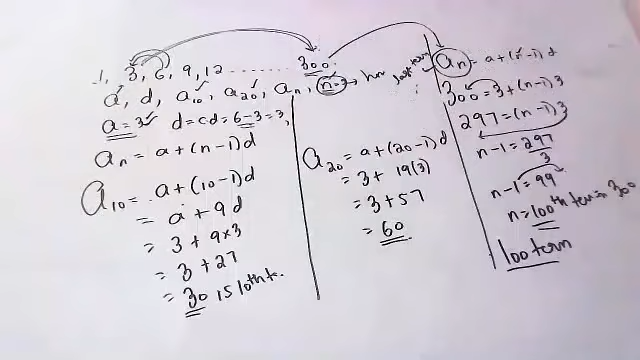 1, 3, 6, 9, 12 ........ 300
a, d, a₁₀, a₂₀, aₙ, n=?
last term
a = 3 d = cd = 6-3 = 3,
aₙ = a + (n-1)d
a₁₀ = a + (10-1)d
= a + 9d
= 3 + 9×3
= 3 + 27
= 30 is 10th t.
a₂₀ = a + (20-1)d
= 3 + 19(3)
= 3 + 57
= 60
aₙ = a + (n-1)d
300 = 3 + (n-1)3
297 = (n-1)3
n-1 = 297/3
n-1 = 99
n = 100th term = 300
100 term